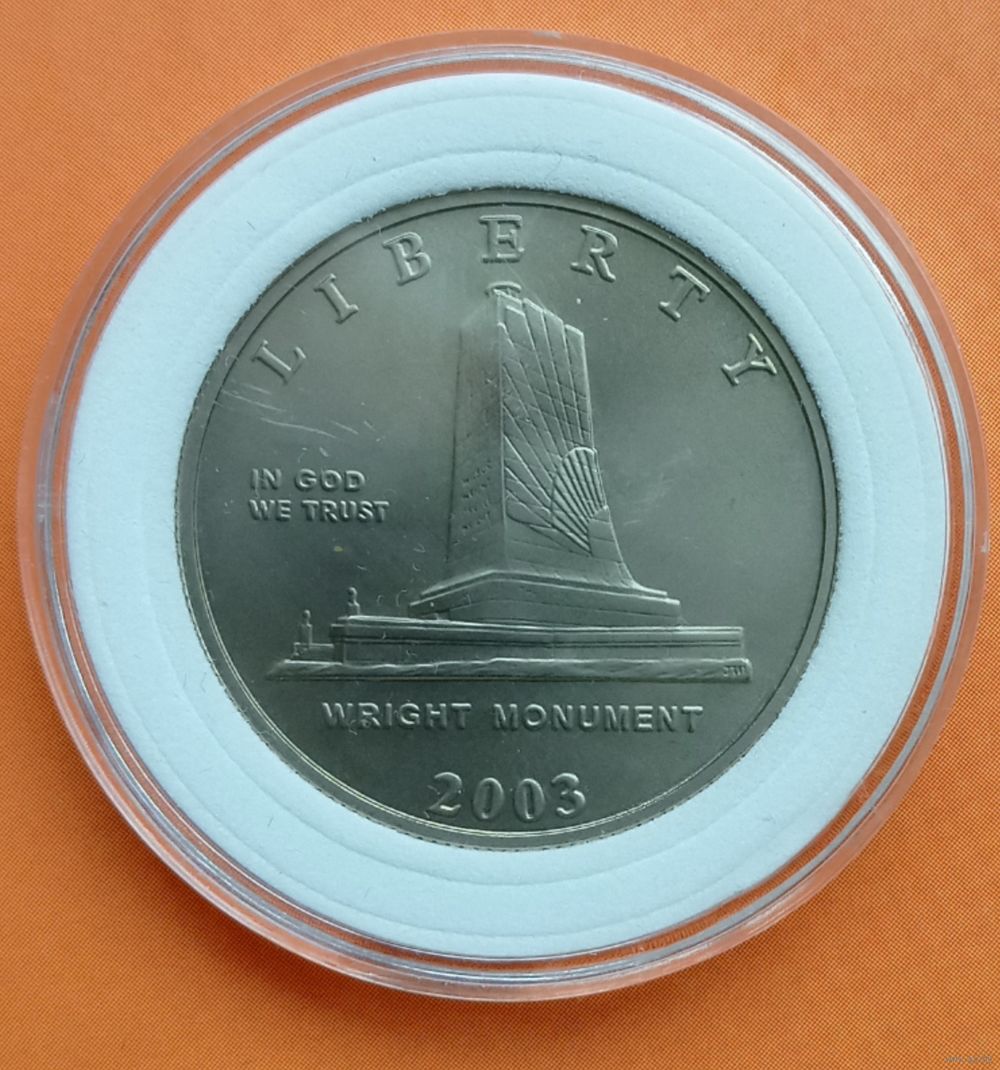 LIBERTY
IN GOD
WE TRUST
WRIGHT MONUMENT
2003